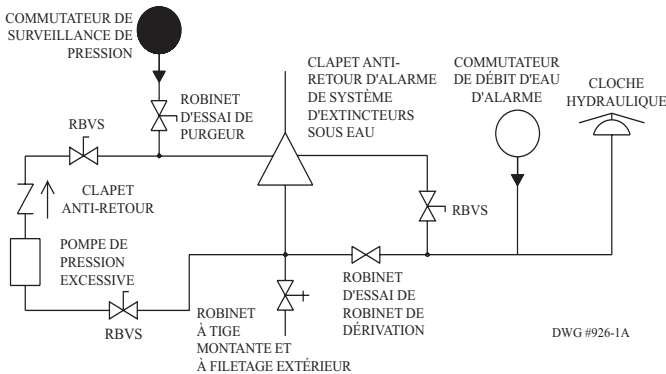 COMMUTATEUR DE
SURVEILLANCE DE
PRESSION
ROBINET
D'ESSAI DE
PURGEUR
CLAPET ANTI-
RETOUR D'ALARME
DE SYSTÈME
D'EXTINCTEURS
SOUS EAU
COMMUTATEUR
DE DÉBIT D'EAU
D'ALARME
CLOCHE
HYDRAULIQUE
RBVS
CLAPET
ANTI-RETOUR
RBVS
POMPE DE
PRESSION
EXCESSIVE
RBVS
ROBINET
À TIGE
MONTANTE ET
À FILETAGE EXTÉRIEUR
ROBINET
D'ESSAI DE
ROBINET DE
DÉRIVATION
DWG #926-1A